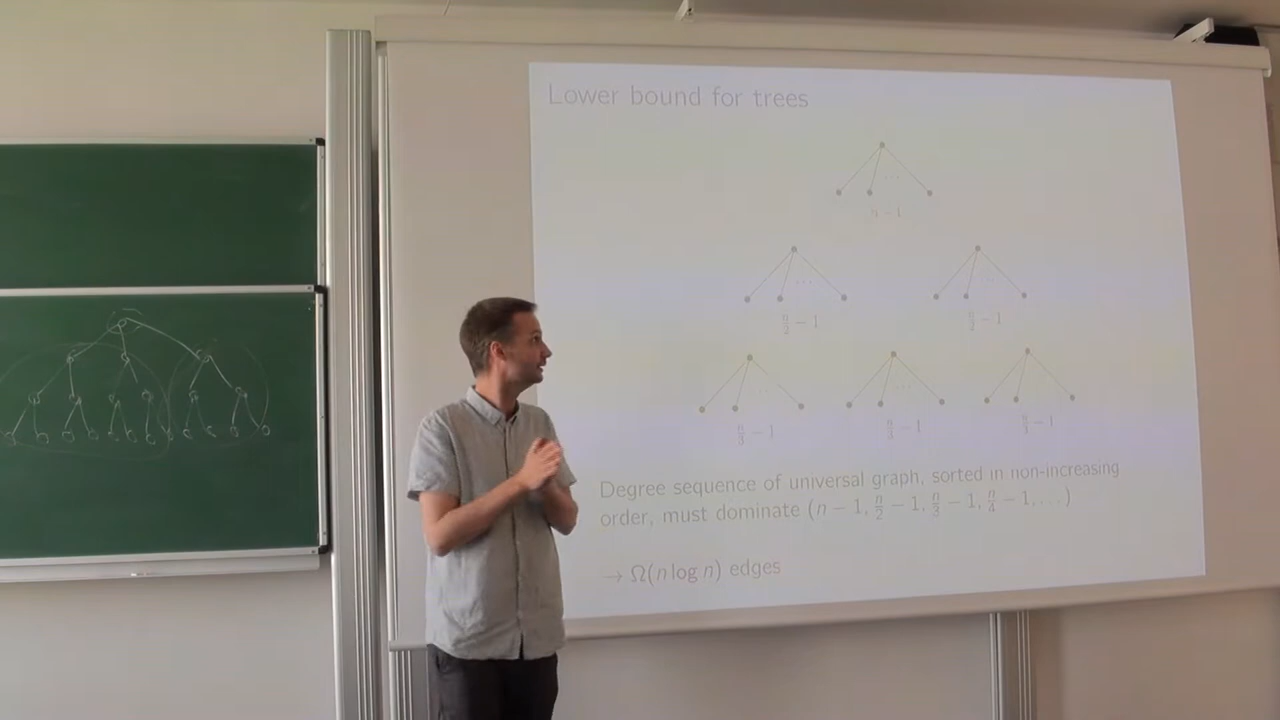 Lower bound for trees
...
n − 1
... ...
n/2 − 1 n/2 − 1
... ... ...
n/3 − 1 n/3 − 1 n/3 − 1
Degree sequence of universal graph, sorted in non-increasing
order, must dominate (n − 1, n/2 − 1, n/3 − 1, n/4 − 1, ...)
→ Ω(n log n) edges